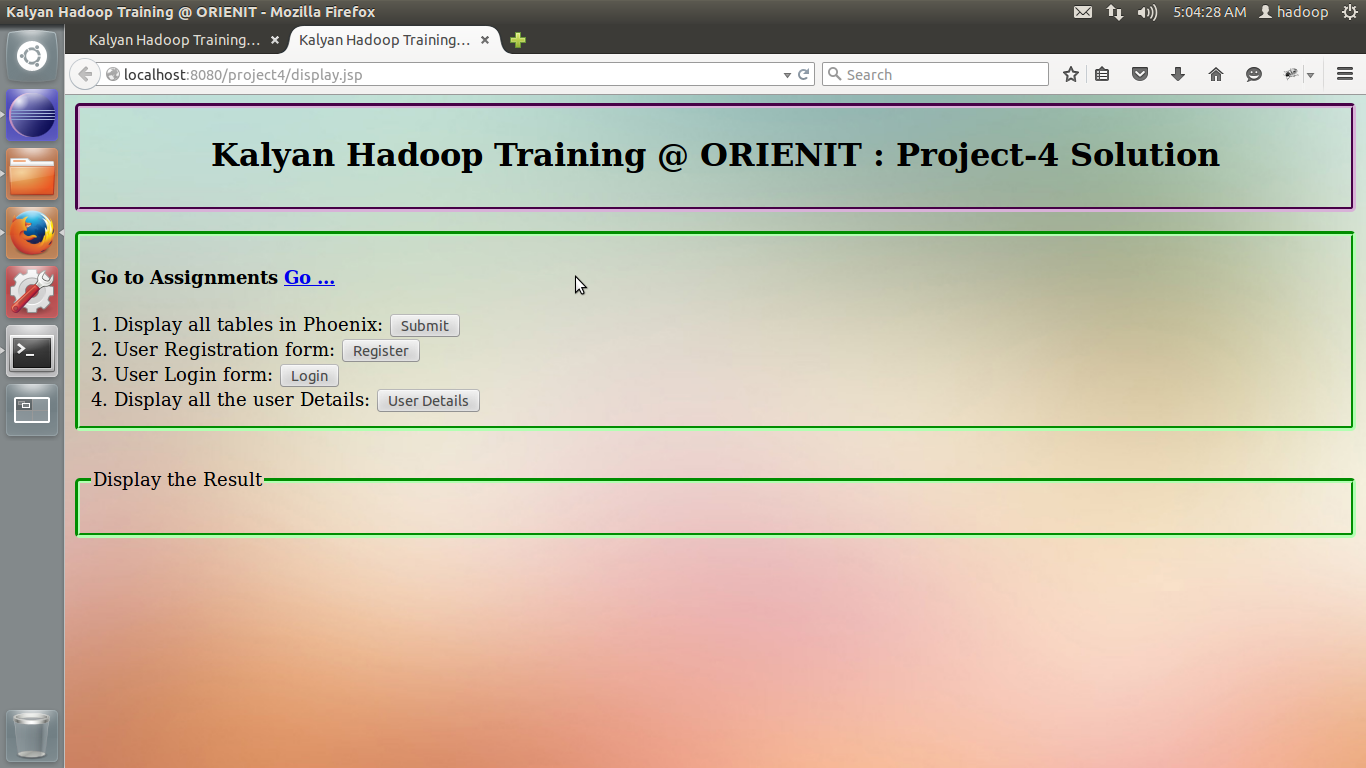 Kalyan Hadoop Training @ ORIENIT - Mozilla Firefox
5:04:28 AM
hadoop
Kalyan Hadoop Training...
Kalyan Hadoop Training...
localhost:8080/project4/display.jsp
Search
Kalyan Hadoop Training @ ORIENIT : Project-4 Solution
Go to Assignments Go ...
1. Display all tables in Phoenix: Submit
2. User Registration form: Register
3. User Login form: Login
4. Display all the user Details: User Details
Display the Result